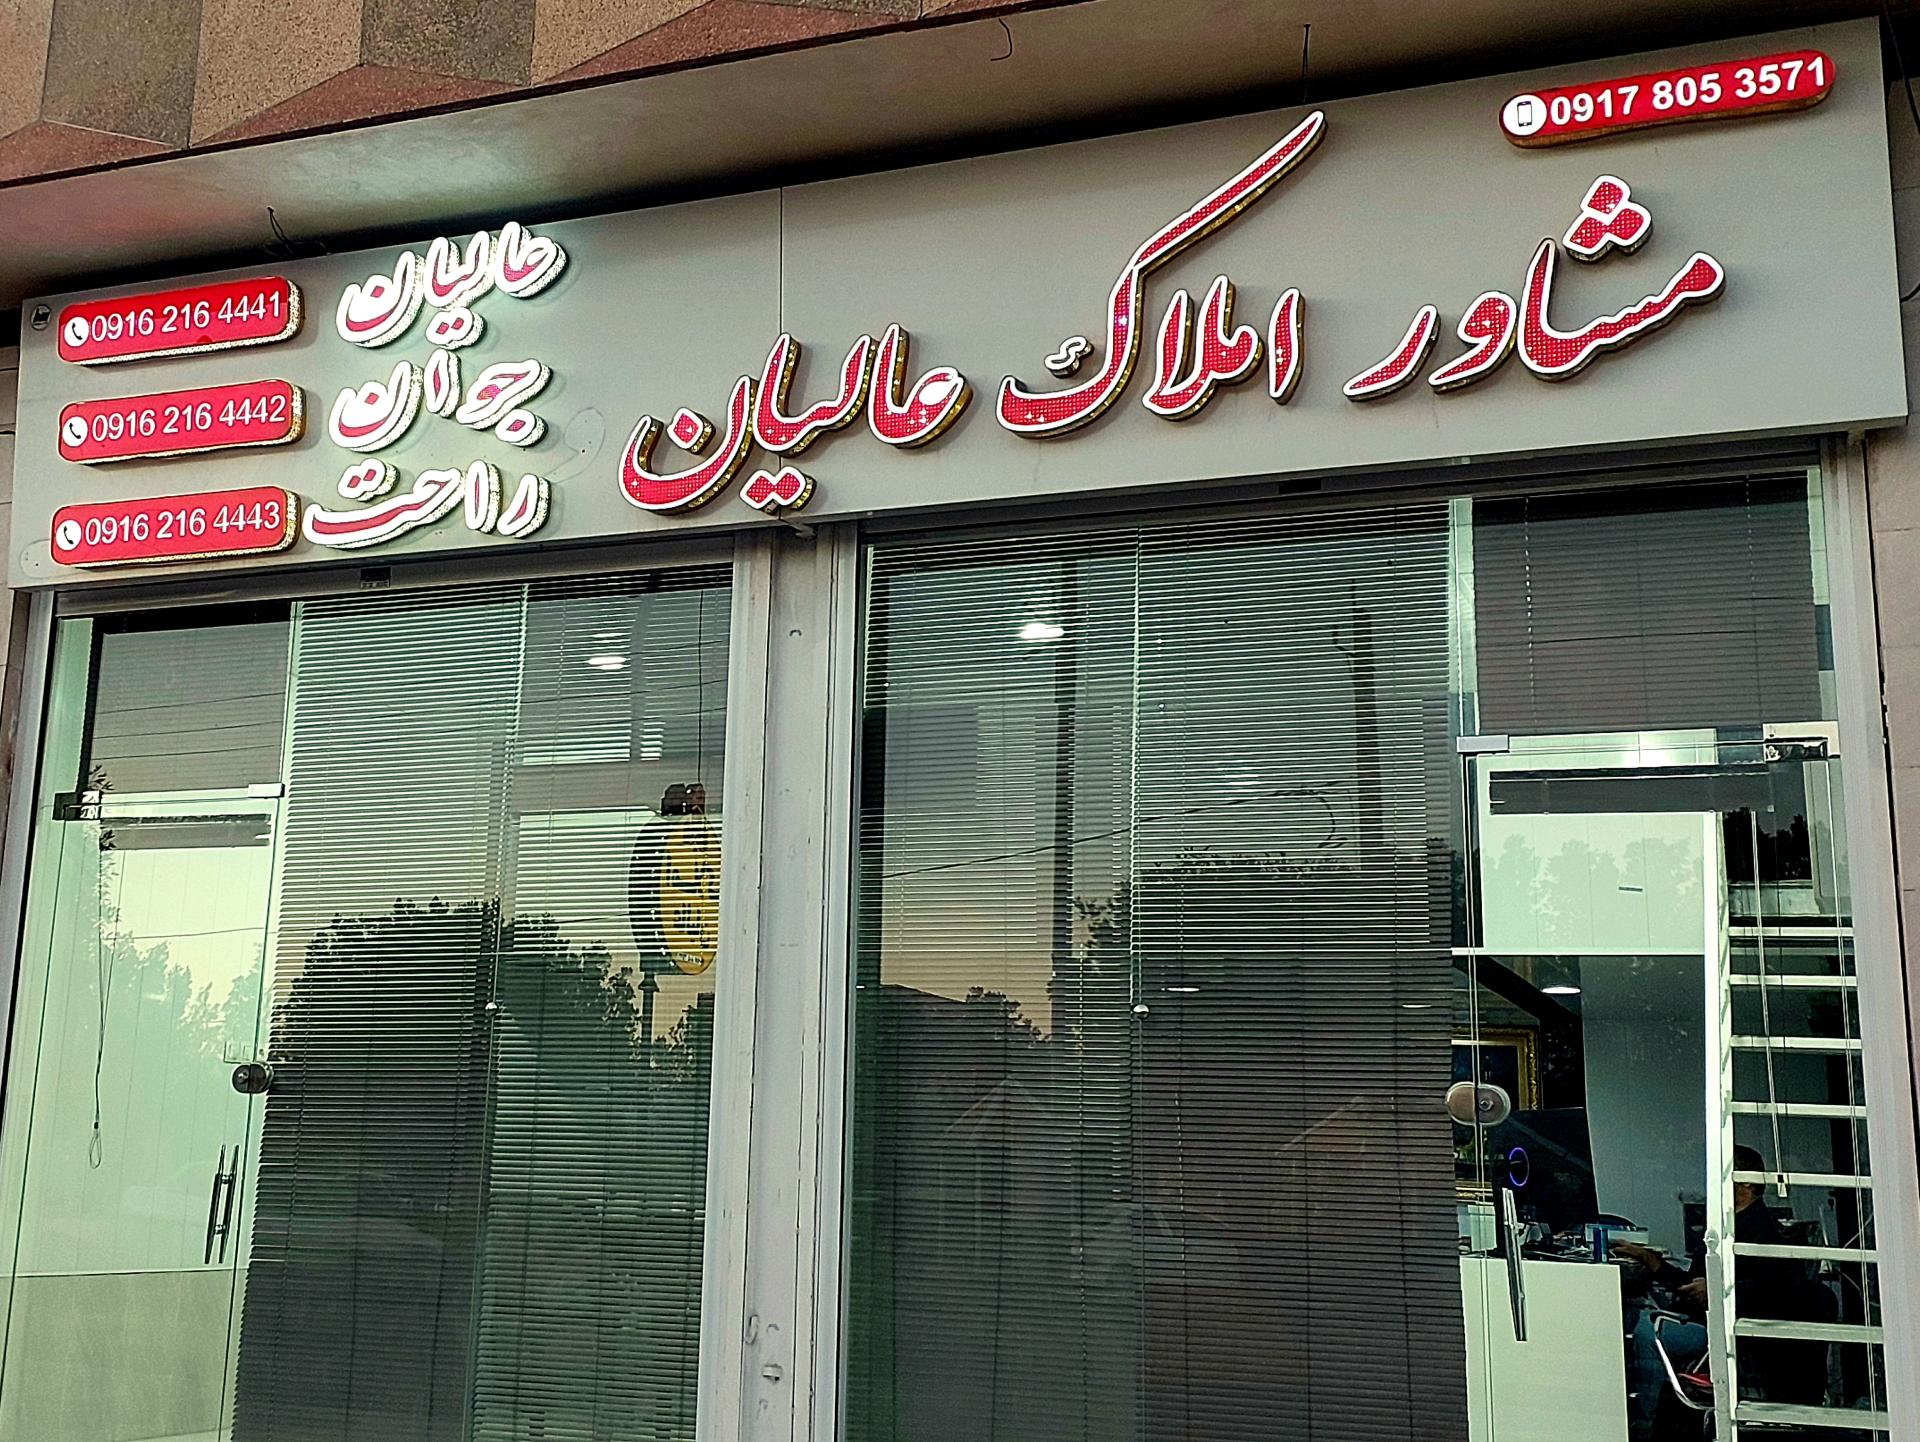 0917 805 3571
مشاور املاک عالیان
عالیان
0916 216 4441
جوان
0916 216 4442
راحت
0916 216 4443